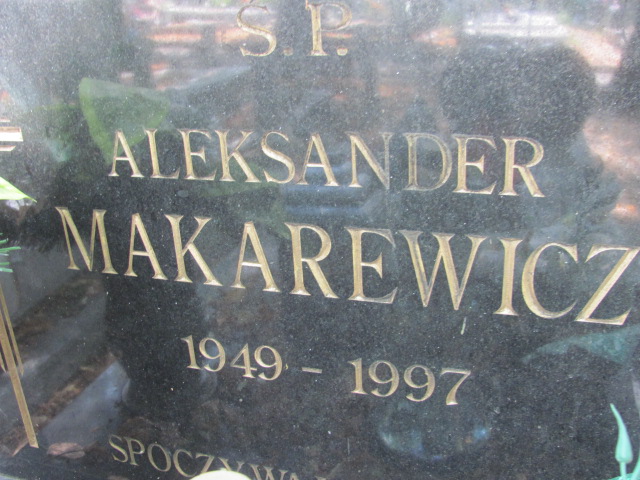 Ś.P.
ALEKSANDER
MAKAREWICZ
1949 - 1997